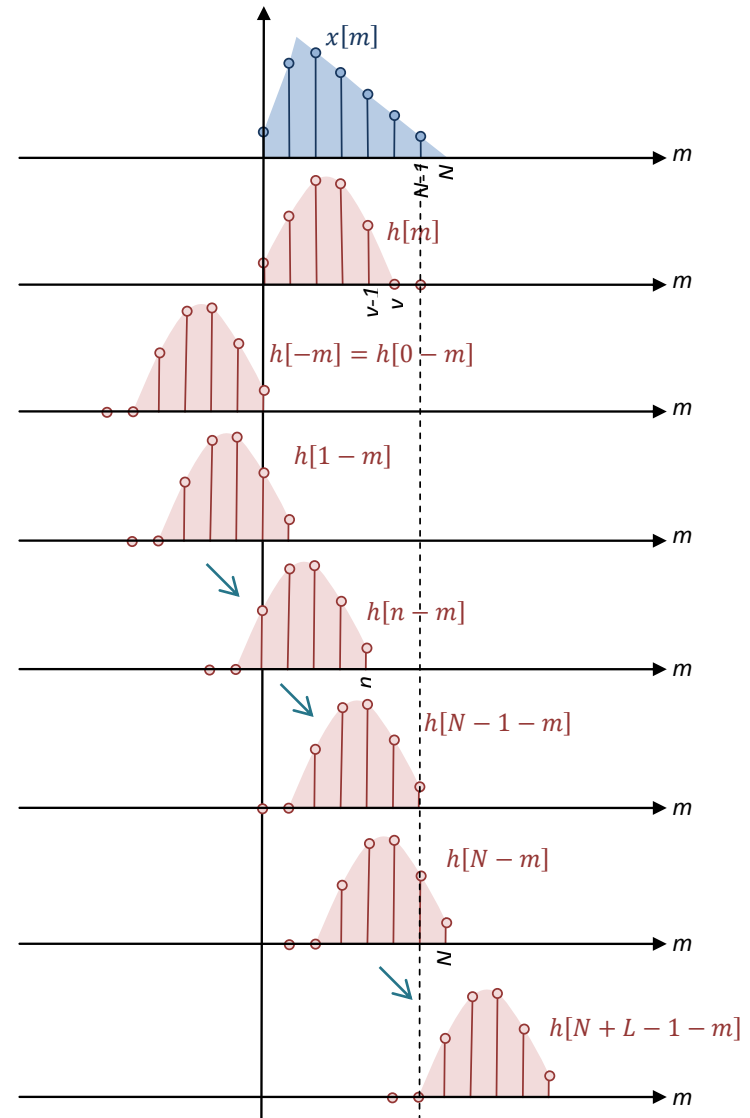 x[m]
m
N-1
N
h[m]
m
v-1
v
h[−m] = h[0 − m]
m
h[1 − m]
m
h[n − m]
m
n
h[N − 1 − m]
m
h[N − m]
m
N
h[N + L − 1 − m]
m